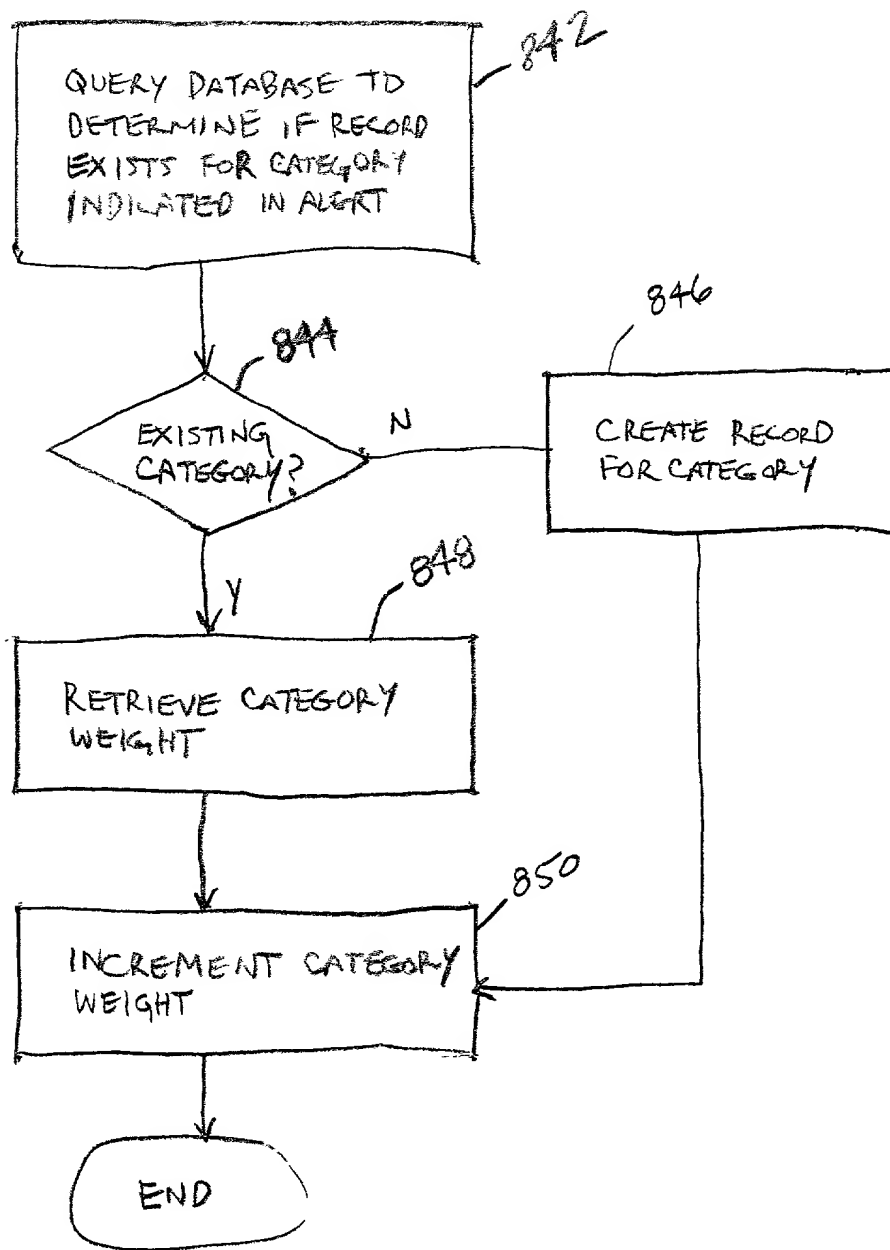 842
QUERY DATABASE TO
DETERMINE IF RECORD
EXISTS FOR CATEGORY
INDICATED IN ALERT
844
EXISTING
CATEGORY?
N
846
CREATE RECORD
FOR CATEGORY
Y
848
RETRIEVE CATEGORY
WEIGHT
850
INCREMENT CATEGORY
WEIGHT
END